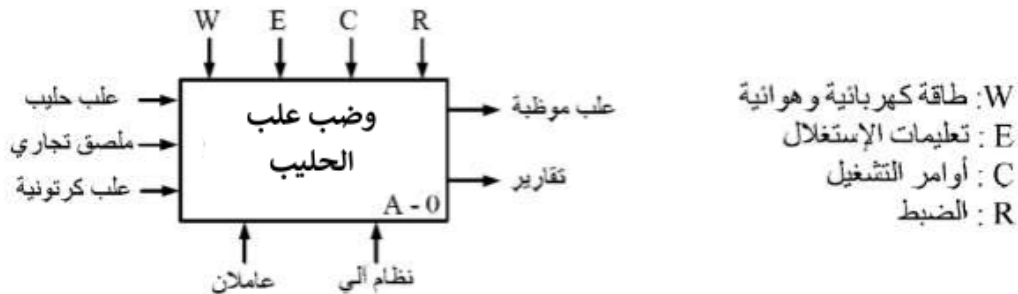 W E C R
علب حليب
ملصق تجاري
علب كرتونية
وضب علب
الحليب
A - 0
علب موظبة
تقارير
عاملان
نظام آلي
W: طاقة كهربائية وهوائية
E : تعليمات الإستغلال
C : أوامر التشغيل
R : الضبط